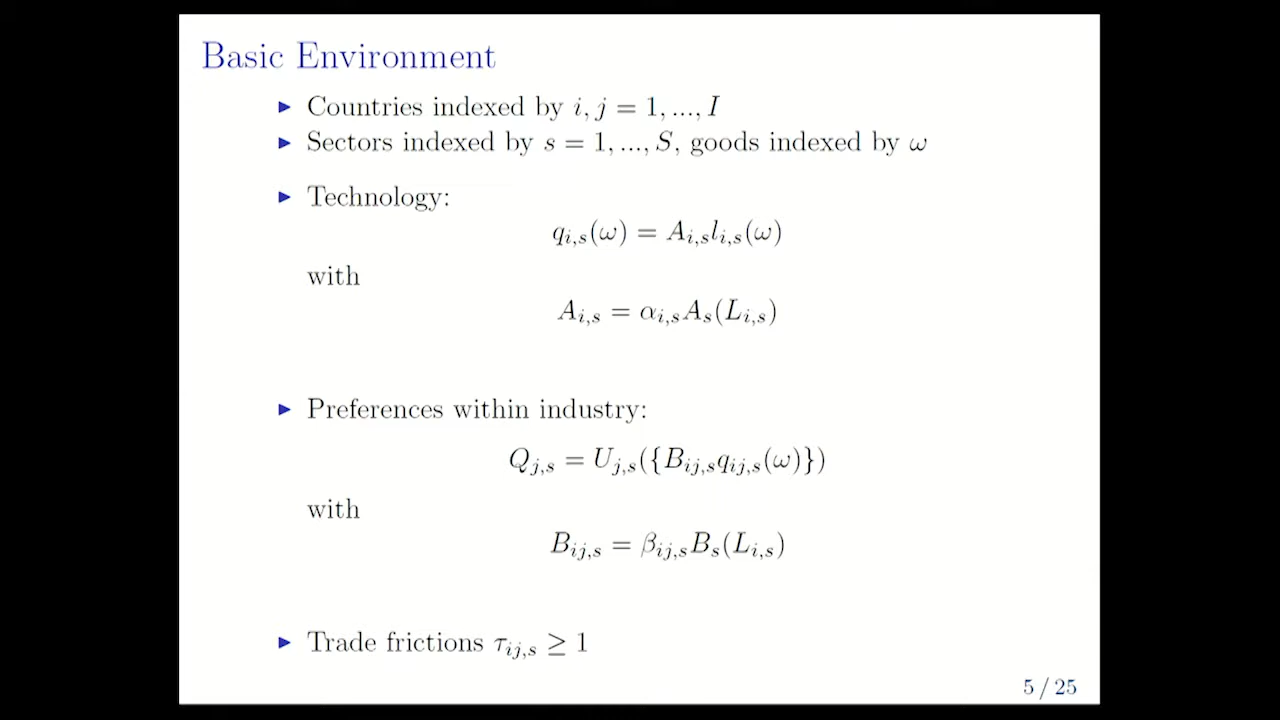 Basic Environment
▶ Countries indexed by i, j = 1, ..., I
▶ Sectors indexed by s = 1, ..., S, goods indexed by ω
▶ Technology:
q_{i,s}(ω) = A_{i,s}l_{i,s}(ω)
with
A_{i,s} = α_{i,s}A_s(L_{i,s})
▶ Preferences within industry:
Q_{j,s} = U_{j,s}({B_{ij,s}q_{ij,s}(ω)})
with
B_{ij,s} = β_{ij,s}B_s(L_{i,s})
▶ Trade frictions τ_{ij,s} ≥ 1
5 / 25